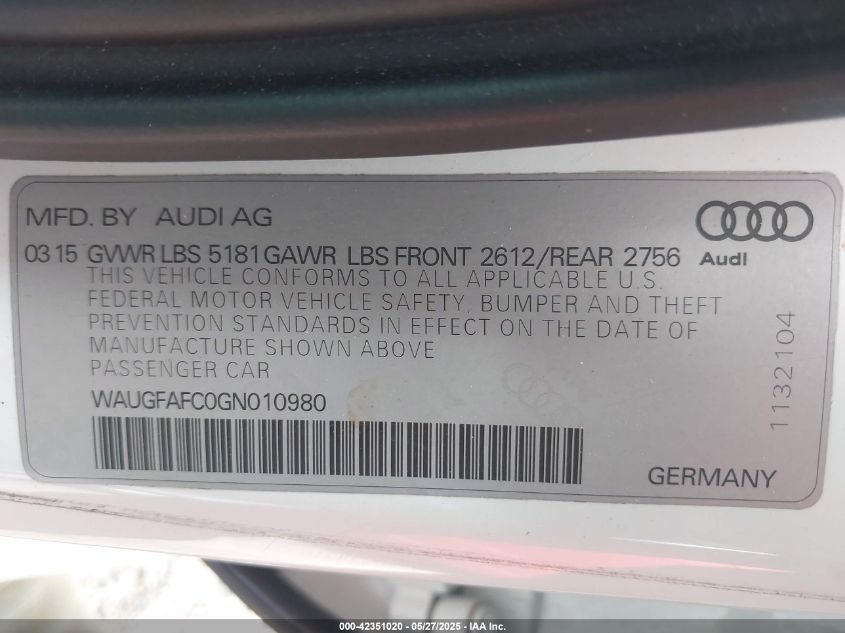 MFD. BY AUDI AG
03 15 GVWR LBS 5181 GAWR LBS FRONT 2612/REAR 2756
Audi
THIS VEHICLE CONFORMS TO ALL APPLICABLE U.S.
FEDERAL MOTOR VEHICLE SAFETY, BUMPER AND THEFT
PREVENTION STANDARDS IN EFFECT ON THE DATE OF
MANUFACTURE SHOWN ABOVE
PASSENGER CAR
WAUGFAFC0GN010980
1132104
GERMANY
000-42351020 - 05/27/2025 - IAA Inc.